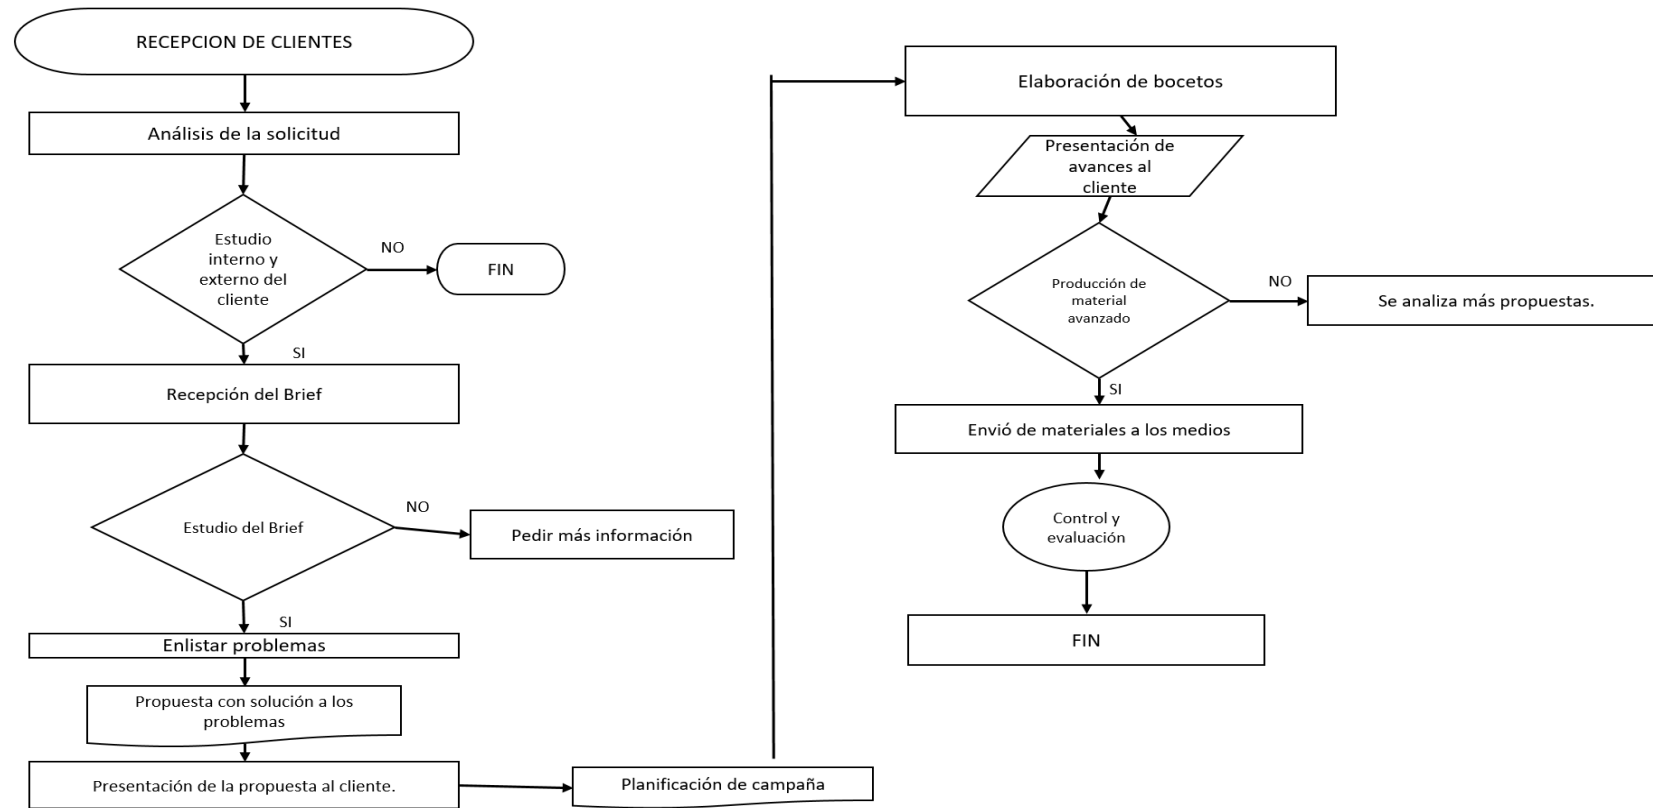 RECEPCION DE CLIENTES
Análisis de la solicitud
Estudio
interno y
externo del
cliente
NO
FIN
SI
Recepción del Brief
Estudio del Brief
NO
Pedir más información
SI
Enlistar problemas
Propuesta con solución a los
problemas
Presentación de la propuesta al cliente.
Planificación de campaña
Elaboración de bocetos
Presentación de
avances al
cliente
Producción de
material
avanzado
NO
Se analiza más propuestas.
SI
Envió de materiales a los medios
Control y
evaluación
FIN